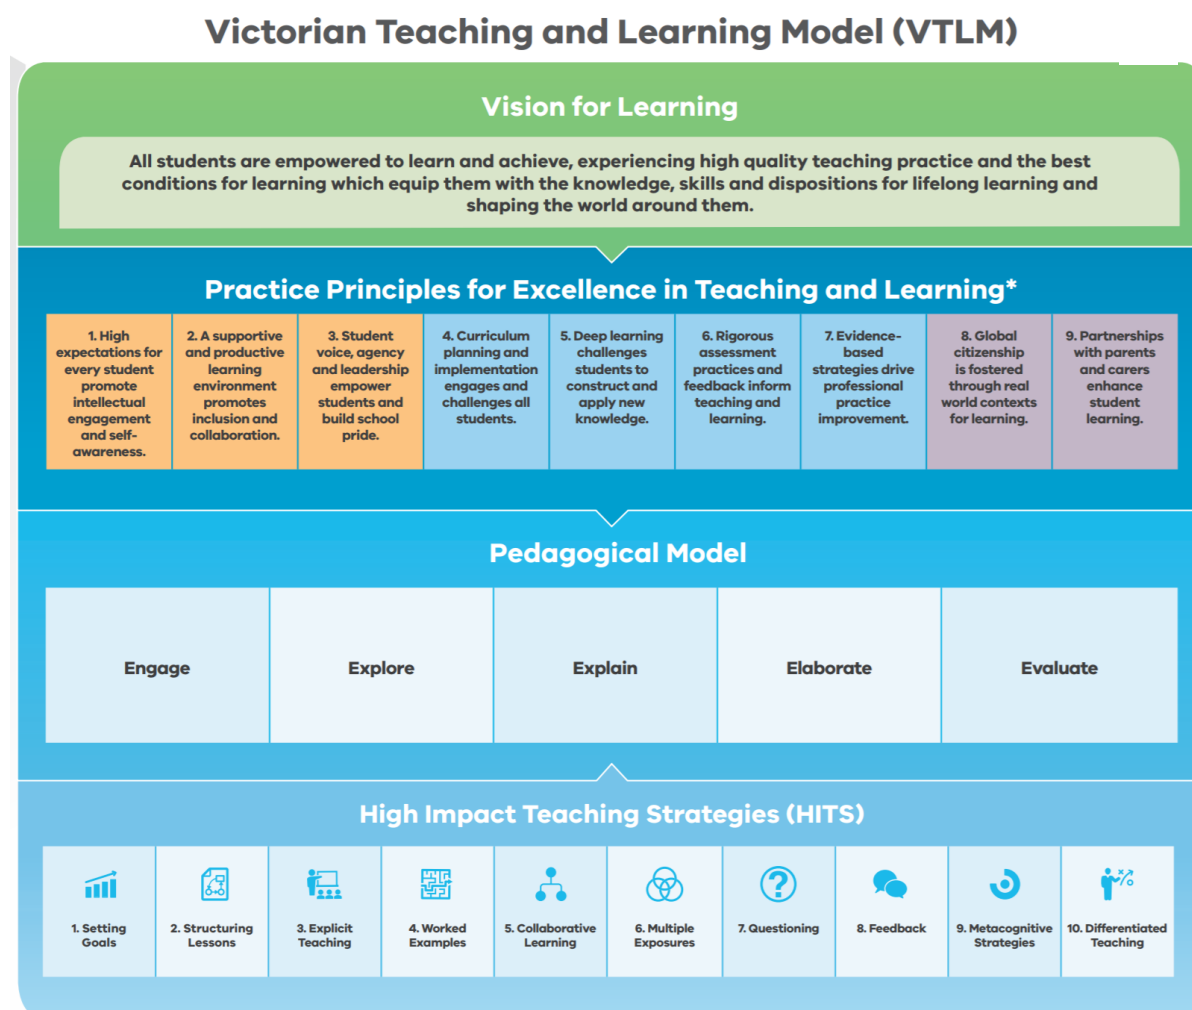 Victorian Teaching and Learning Model (VTLM)
Vision for Learning
All students are empowered to learn and achieve, experiencing high quality teaching practice and the best
conditions for learning which equip them with the knowledge, skills and dispositions for lifelong learning and
shaping the world around them.
Practice Principles for Excellence in Teaching and Learning*
1. High
expectations for
every student
promote
intellectual
engagement
and self-
awareness.
2. A supportive
and productive
learning
environment
promotes
inclusion and
collaboration.
3. Student
voice, agency
and leadership
empower
students and
build school
pride.
4. Curriculum
planning and
implementation
engages and
challenges all
students.
5. Deep learning
challenges
students to
construct and
apply new
knowledge.
6. Rigorous
assessment
practices and
feedback inform
teaching and
learning.
7. Evidence-
based
strategies drive
professional
practice
improvement.
8. Global
citizenship
is fostered
through real
world contexts
for learning.
9. Partnerships
with parents
and carers
enhance
student
learning.
Pedagogical Model
Engage
Explore
Explain
Elaborate
Evaluate
High Impact Teaching Strategies (HITS)
1. Setting
Goals
2. Structuring
Lessons
3. Explicit
Teaching
4. Worked
Examples
5. Collaborative
Learning
6. Multiple
Exposures
7. Questioning
8. Feedback
9. Metacognitive
Strategies
10. Differentiated
Teaching